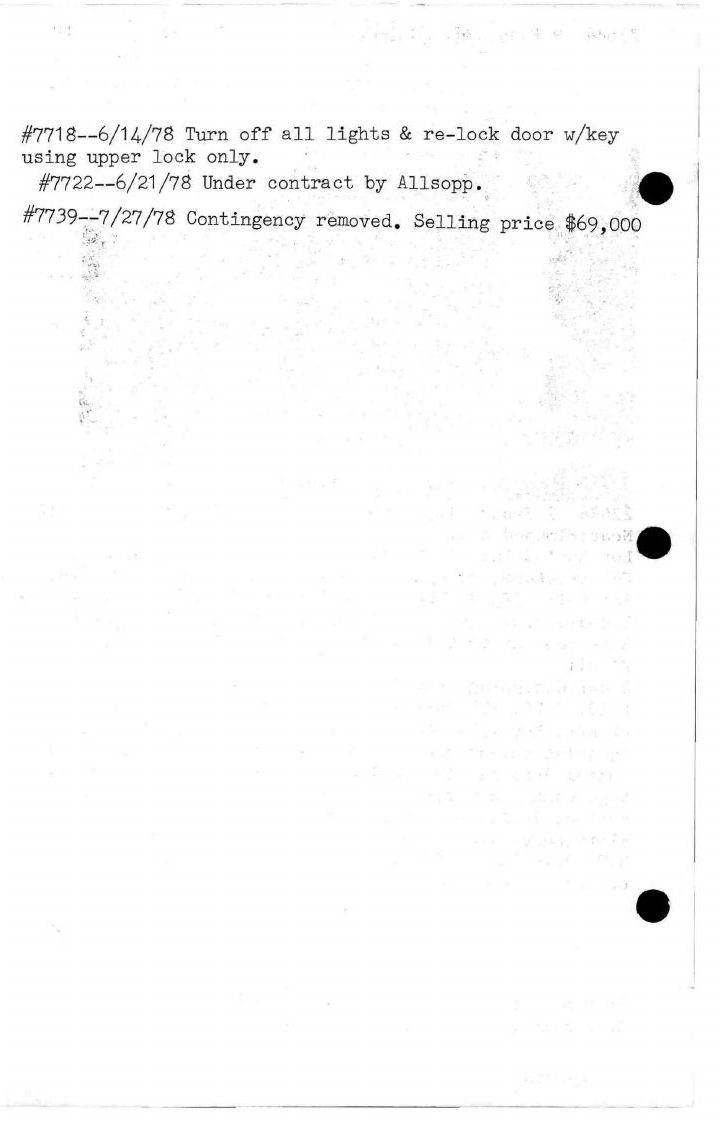 #7718--6/14/78 Turn off all lights & re-lock door w/key
using upper lock only.
#7722--6/21/78 Under contract by Allsopp.
#7739--7/27/78 Contingency removed. Selling price $69,000